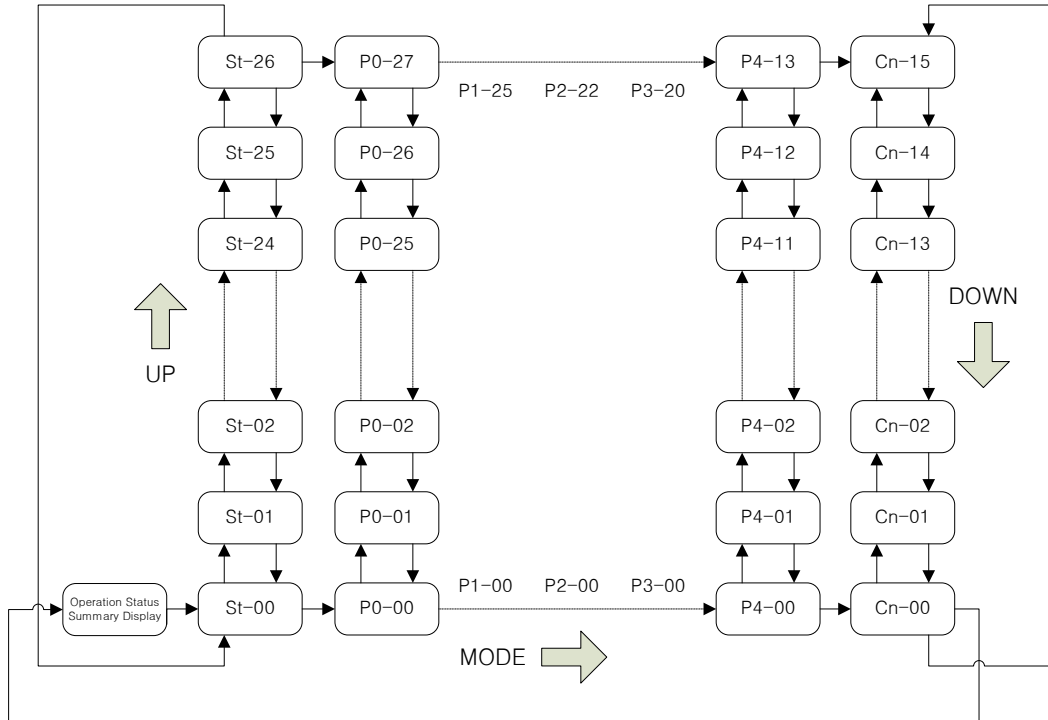 St-26 P0-27 P4-13 Cn-15
P1-25 P2-22 P3-20
St-25 P0-26 P4-12 Cn-14
St-24 P0-25 P4-11 Cn-13
DOWN
UP
St-02 P0-02 P4-02 Cn-02
St-01 P0-01 P4-01 Cn-01
P1-00 P2-00 P3-00
Operation Status
Summary Display
St-00 P0-00 P4-00 Cn-00
MODE